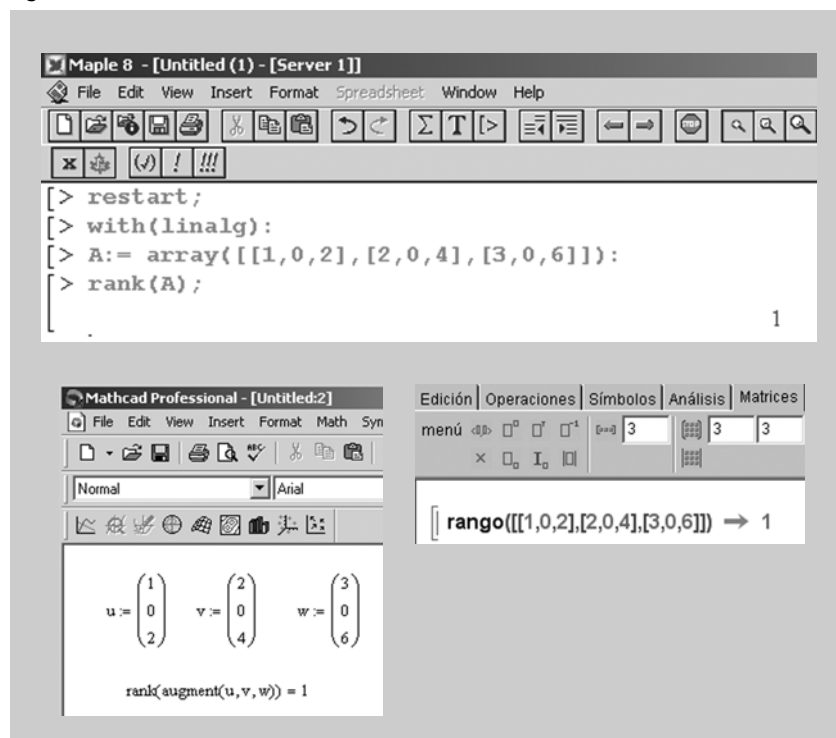 Maple 8 - [Untitled (1) - [Server 1]]
File Edit View Insert Format Spreadsheet Window Help
Σ T [> STOP
x (√) ! !!!
[> restart;
[> with(linalg):
[> A:= array([[1,0,2],[2,0,4],[3,0,6]]):
[> rank(A);
1
Mathcad Professional - [Untitled:2]
File Edit View Insert Format Math Sym
ABC
Normal Arial
u := (1 0 2) v := (2 0 4) w := (3 0 6)
rank(augment(u,v,w)) = 1
Edición Operaciones Símbolos Análisis Matrices
menú 3 3 3
rango([[1,0,2],[2,0,4],[3,0,6]]) → 1